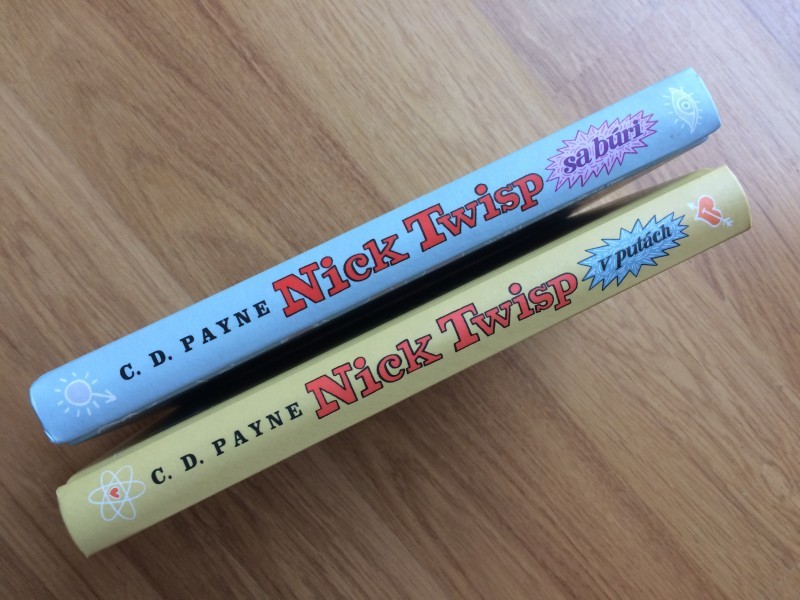 C. D. PAYNE Nick Twisp sa búri
C. D. PAYNE Nick Twisp v putách